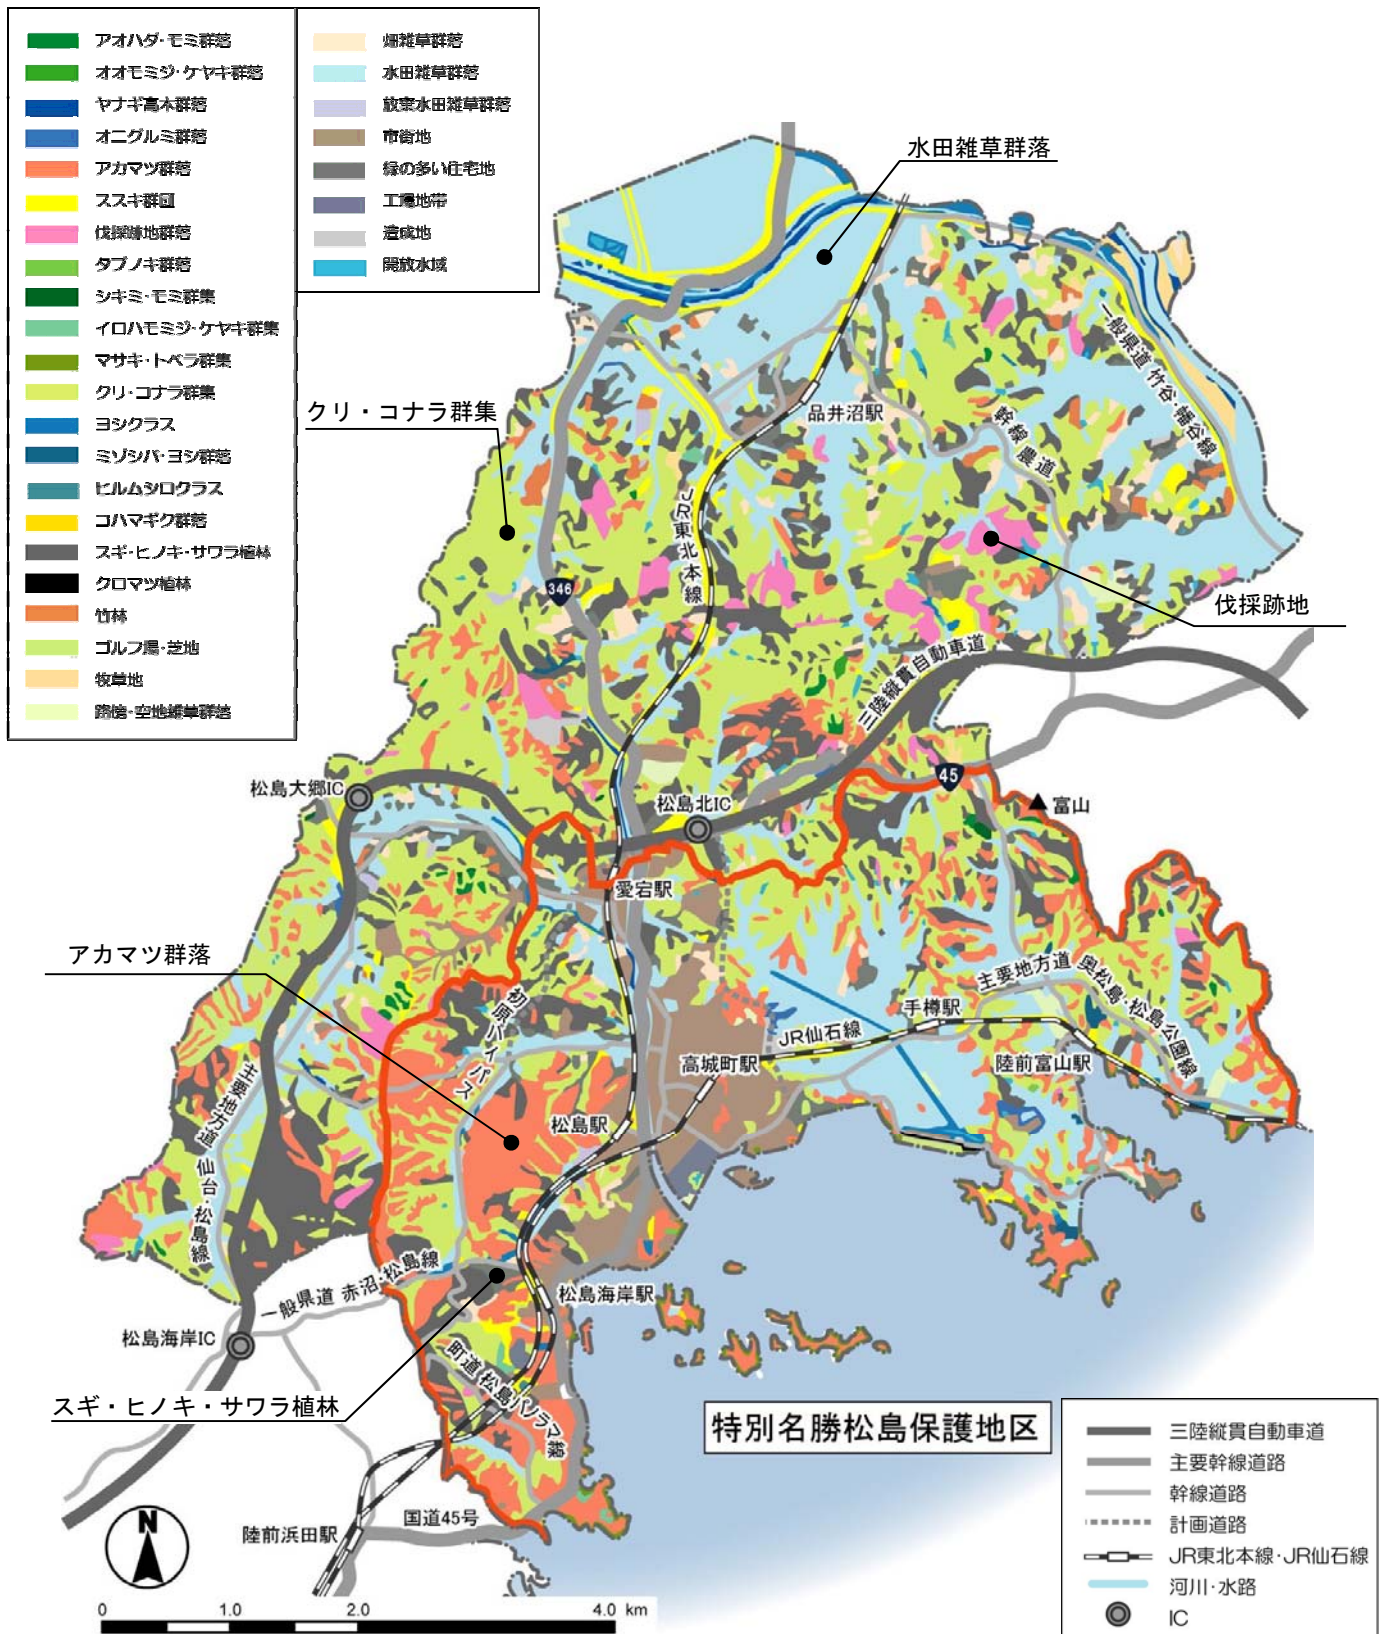 アオハダ・モミ群落
オオモミジ・ケヤキ群落
ヤナギ高木群落
オニグルミ群落
アカマツ群落
ススキ群団
伐採跡地群落
タブノキ群落
シキミ・モミ群集
イロハモミジ・ケヤキ群集
マサキ・トベラ群集
クリ・コナラ群集
ヨシクラス
ミゾシバ・ヨシ群落
ヒルムシロクラス
コハマギク群落
スギ・ヒノキ・サワラ植林
クロマツ植林
竹林
ゴルフ場・芝地
牧草地
路傍・空地雑草群落
畑雑草群落
水田雑草群落
放棄水田雑草群落
市街地
緑の多い住宅地
工場地帯
造成地
開放水域
水田雑草群落
一般県道 竹谷・幡谷線
クリ・コナラ群集
品井沼駅
幹線農道
JR東北本線
346
伐採跡地
三陸縦貫自動車道
45
松島大郷IC
松島北IC
富山
愛宕駅
アカマツ群落
初原バイパス
主要地方道 奥松島・松島公園線
手樽駅
JR仙石線
高城町駅
陸前富山駅
主要地方道 仙台・松島線
松島駅
一般県道 赤沼・松島線
松島海岸駅
松島海岸IC
町道 松島パノラマ線
スギ・ヒノキ・サワラ植林
特別名勝松島保護地区
国道45号
陸前浜田駅
N
0 1.0 2.0 4.0 km
三陸縦貫自動車道
主要幹線道路
幹線道路
計画道路
JR東北本線・JR仙石線
河川・水路
IC